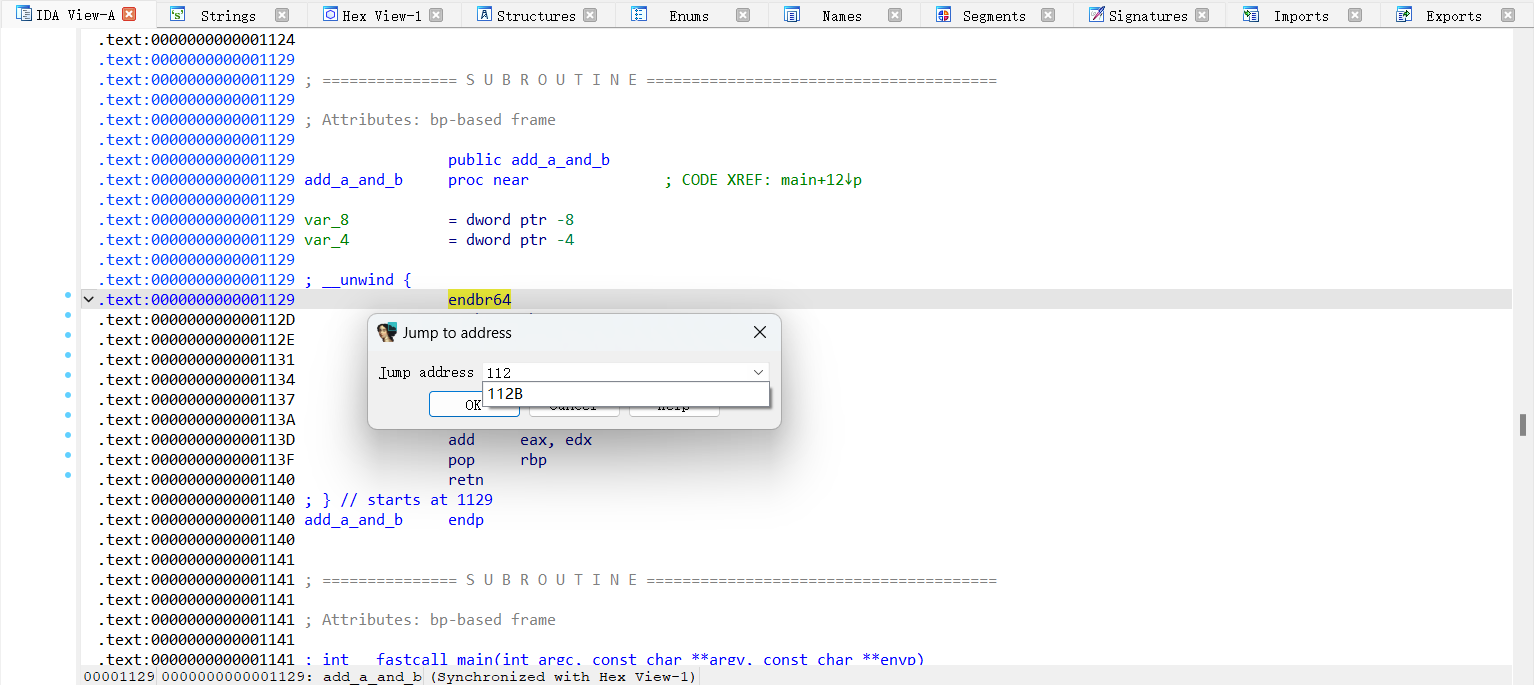 IDA View-A Strings Hex View-1 Structures Enums Names Segments Signatures Imports Exports
.text:0000000000001124
.text:0000000000001129
.text:0000000000001129 ; =============== S U B R O U T I N E =======================================
.text:0000000000001129
.text:0000000000001129 ; Attributes: bp-based frame
.text:0000000000001129
.text:0000000000001129 public add_a_and_b
.text:0000000000001129 add_a_and_b proc near ; CODE XREF: main+12↓p
.text:0000000000001129
.text:0000000000001129 var_8 = dword ptr -8
.text:0000000000001129 var_4 = dword ptr -4
.text:0000000000001129
.text:0000000000001129 ; __unwind {
.text:0000000000001129 endbr64
.text:000000000000112D
.text:000000000000112E
.text:0000000000001131
.text:0000000000001134
.text:0000000000001137
.text:000000000000113A
.text:000000000000113D add eax, edx
.text:000000000000113F pop rbp
.text:0000000000001140 retn
.text:0000000000001140 ; } // starts at 1129
.text:0000000000001140 add_a_and_b endp
.text:0000000000001140
.text:0000000000001141
.text:0000000000001141 ; =============== S U B R O U T I N E =======================================
.text:0000000000001141
.text:0000000000001141 ; Attributes: bp-based frame
.text:0000000000001141
.text:0000000000001141 ; int __fastcall main(int argc, const char **argv, const char **envp)
Jump to address
Jump address 112
112B
OK Cancel Help
00001129 0000000000001129: add_a_and_b (Synchronized with Hex View-1)